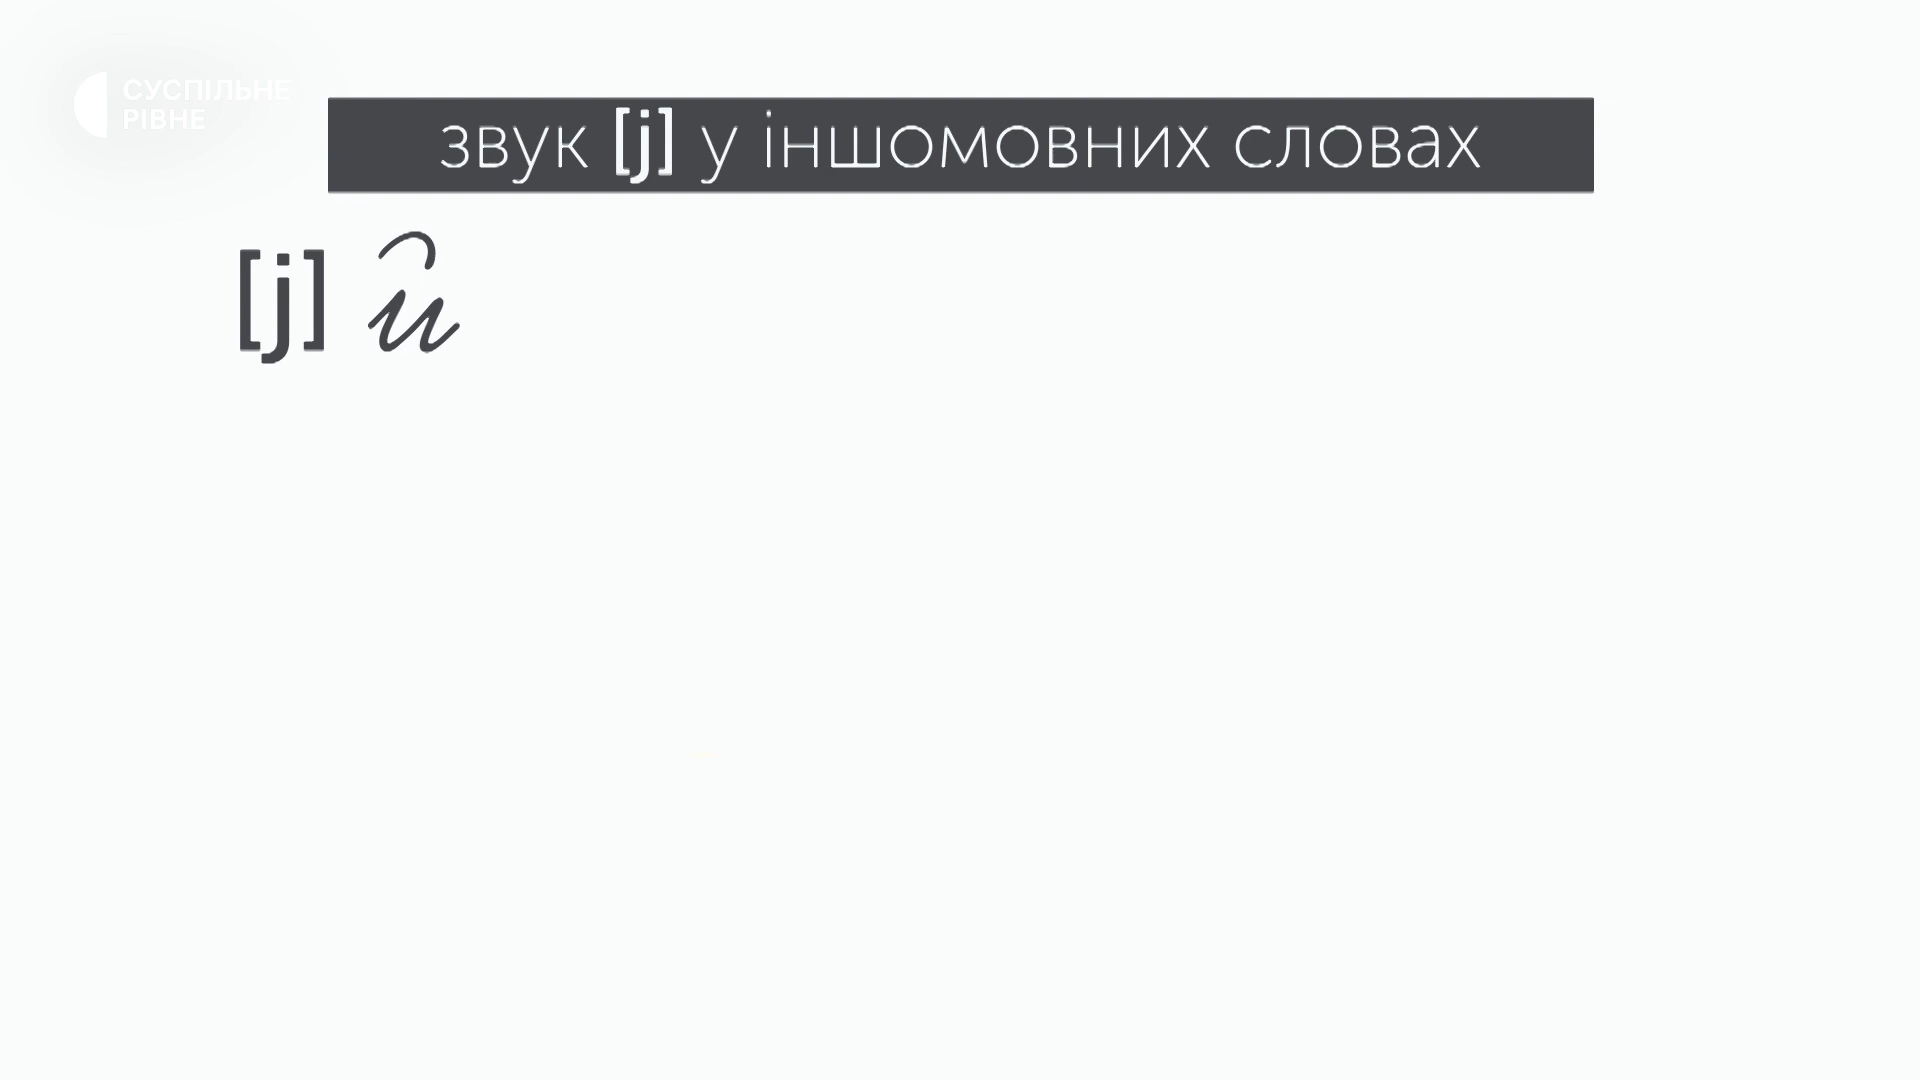 СУСПІЛЬНЕ
РІВНЕ
звук [j] у іншомовних словах
[j] й